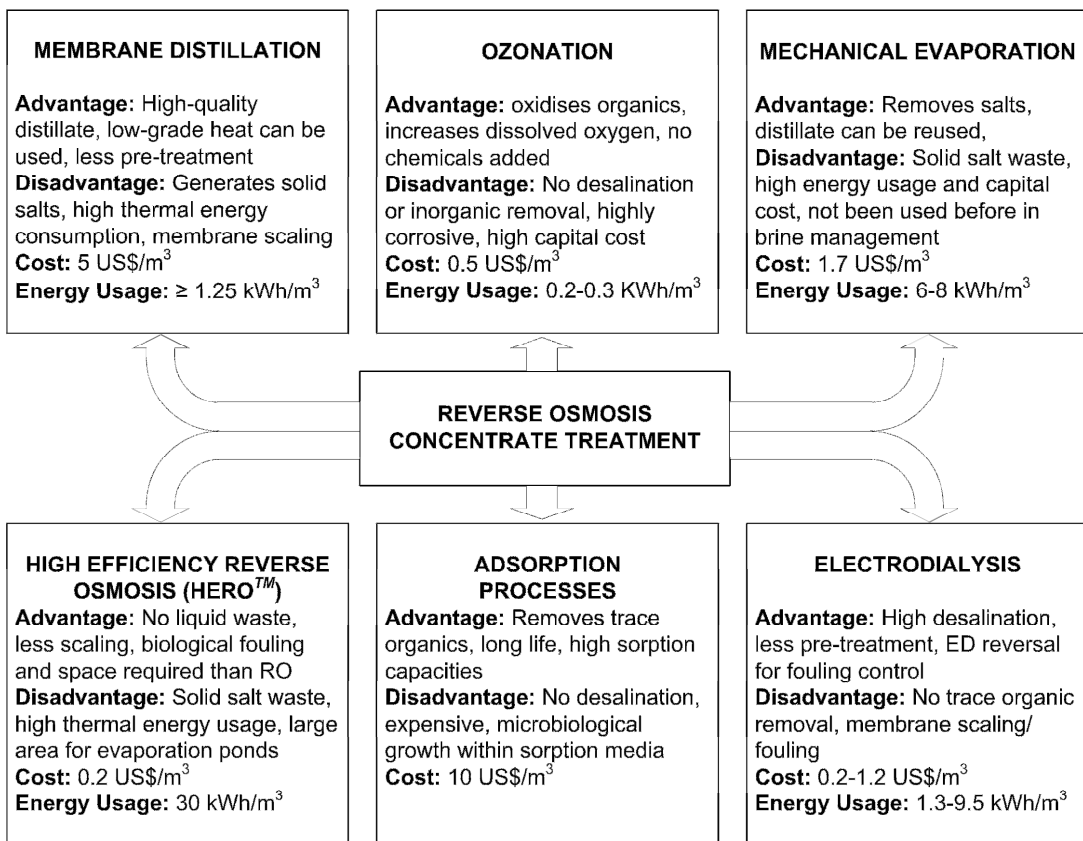 MEMBRANE DISTILLATION
Advantage: High-quality
distillate, low-grade heat can be
used, less pre-treatment
Disadvantage: Generates solid
salts, high thermal energy
consumption, membrane scaling
Cost: 5 US$/m³
Energy Usage: ≥ 1.25 kWh/m³
OZONATION
Advantage: oxidises organics,
increases dissolved oxygen, no
chemicals added
Disadvantage: No desalination
or inorganic removal, highly
corrosive, high capital cost
Cost: 0.5 US$/m³
Energy Usage: 0.2-0.3 KWh/m³
MECHANICAL EVAPORATION
Advantage: Removes salts,
distillate can be reused,
Disadvantage: Solid salt waste,
high energy usage and capital
cost, not been used before in
brine management
Cost: 1.7 US$/m³
Energy Usage: 6-8 kWh/m³
REVERSE OSMOSIS
CONCENTRATE TREATMENT
HIGH EFFICIENCY REVERSE
OSMOSIS (HERO™)
Advantage: No liquid waste,
less scaling, biological fouling
and space required than RO
Disadvantage: Solid salt waste,
high thermal energy usage, large
area for evaporation ponds
Cost: 0.2 US$/m³
Energy Usage: 30 kWh/m³
ADSORPTION
PROCESSES
Advantage: Removes trace
organics, long life, high sorption
capacities
Disadvantage: No desalination,
expensive, microbiological
growth within sorption media
Cost: 10 US$/m³
ELECTRODIALYSIS
Advantage: High desalination,
less pre-treatment, ED reversal
for fouling control
Disadvantage: No trace organic
removal, membrane scaling/
fouling
Cost: 0.2-1.2 US$/m³
Energy Usage: 1.3-9.5 kWh/m³